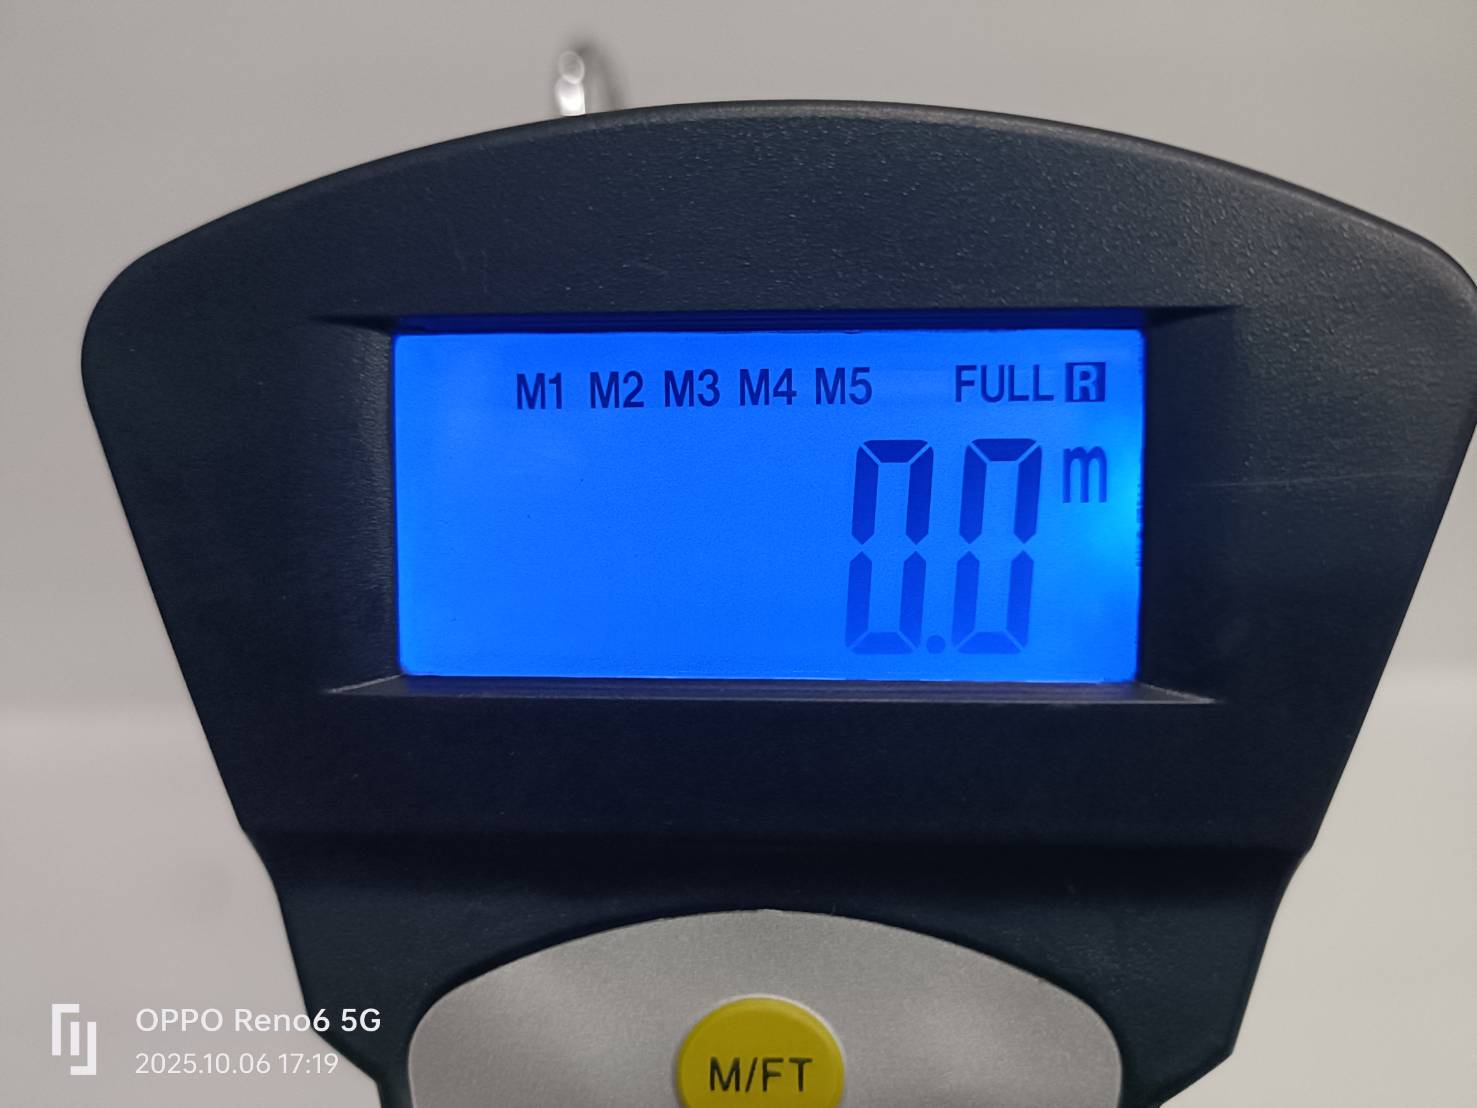 M1 M2 M3 M4 M5 FULL R
0.0 m
M/FT
OPPO Reno6 5G
2025.10.06 17:19